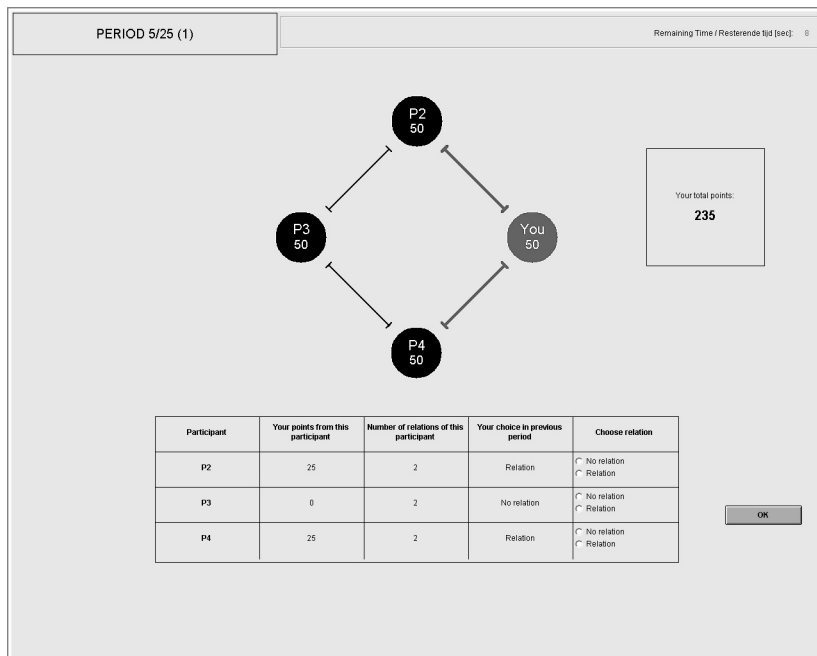 PERIOD 5/25 (1)
Remaining Time / Resterende tijd [sec]: 8
P2
50
P3
50
You
50
P4
50
Your total points:
235
Participant
Your points from this
participant
Number of relations of this
participant
Your choice in previous
period
Choose relation
P2
25
2
Relation
No relation
Relation
P3
0
2
No relation
No relation
Relation
P4
25
2
Relation
No relation
Relation
OK